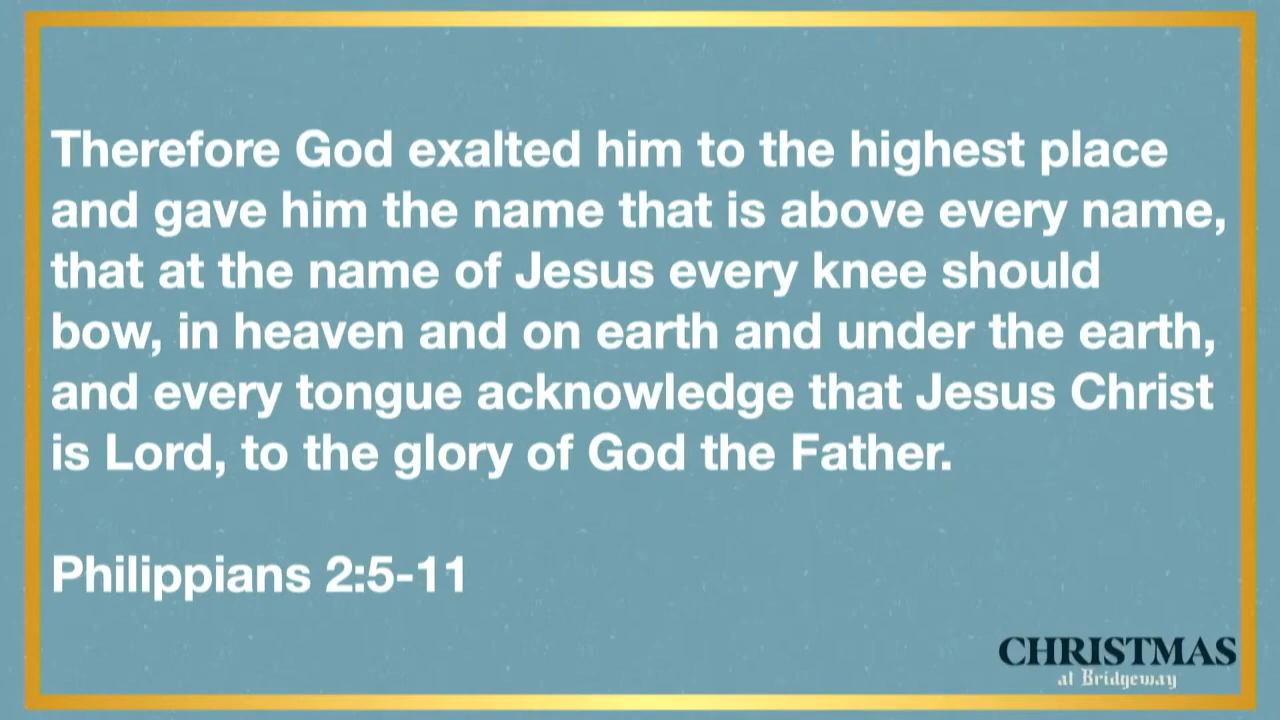 Therefore God exalted him to the highest place
and gave him the name that is above every name,
that at the name of Jesus every knee should
bow, in heaven and on earth and under the earth,
and every tongue acknowledge that Jesus Christ
is Lord, to the glory of God the Father.
Philippians 2:5-11
CHRISTMAS
at Bridgeway